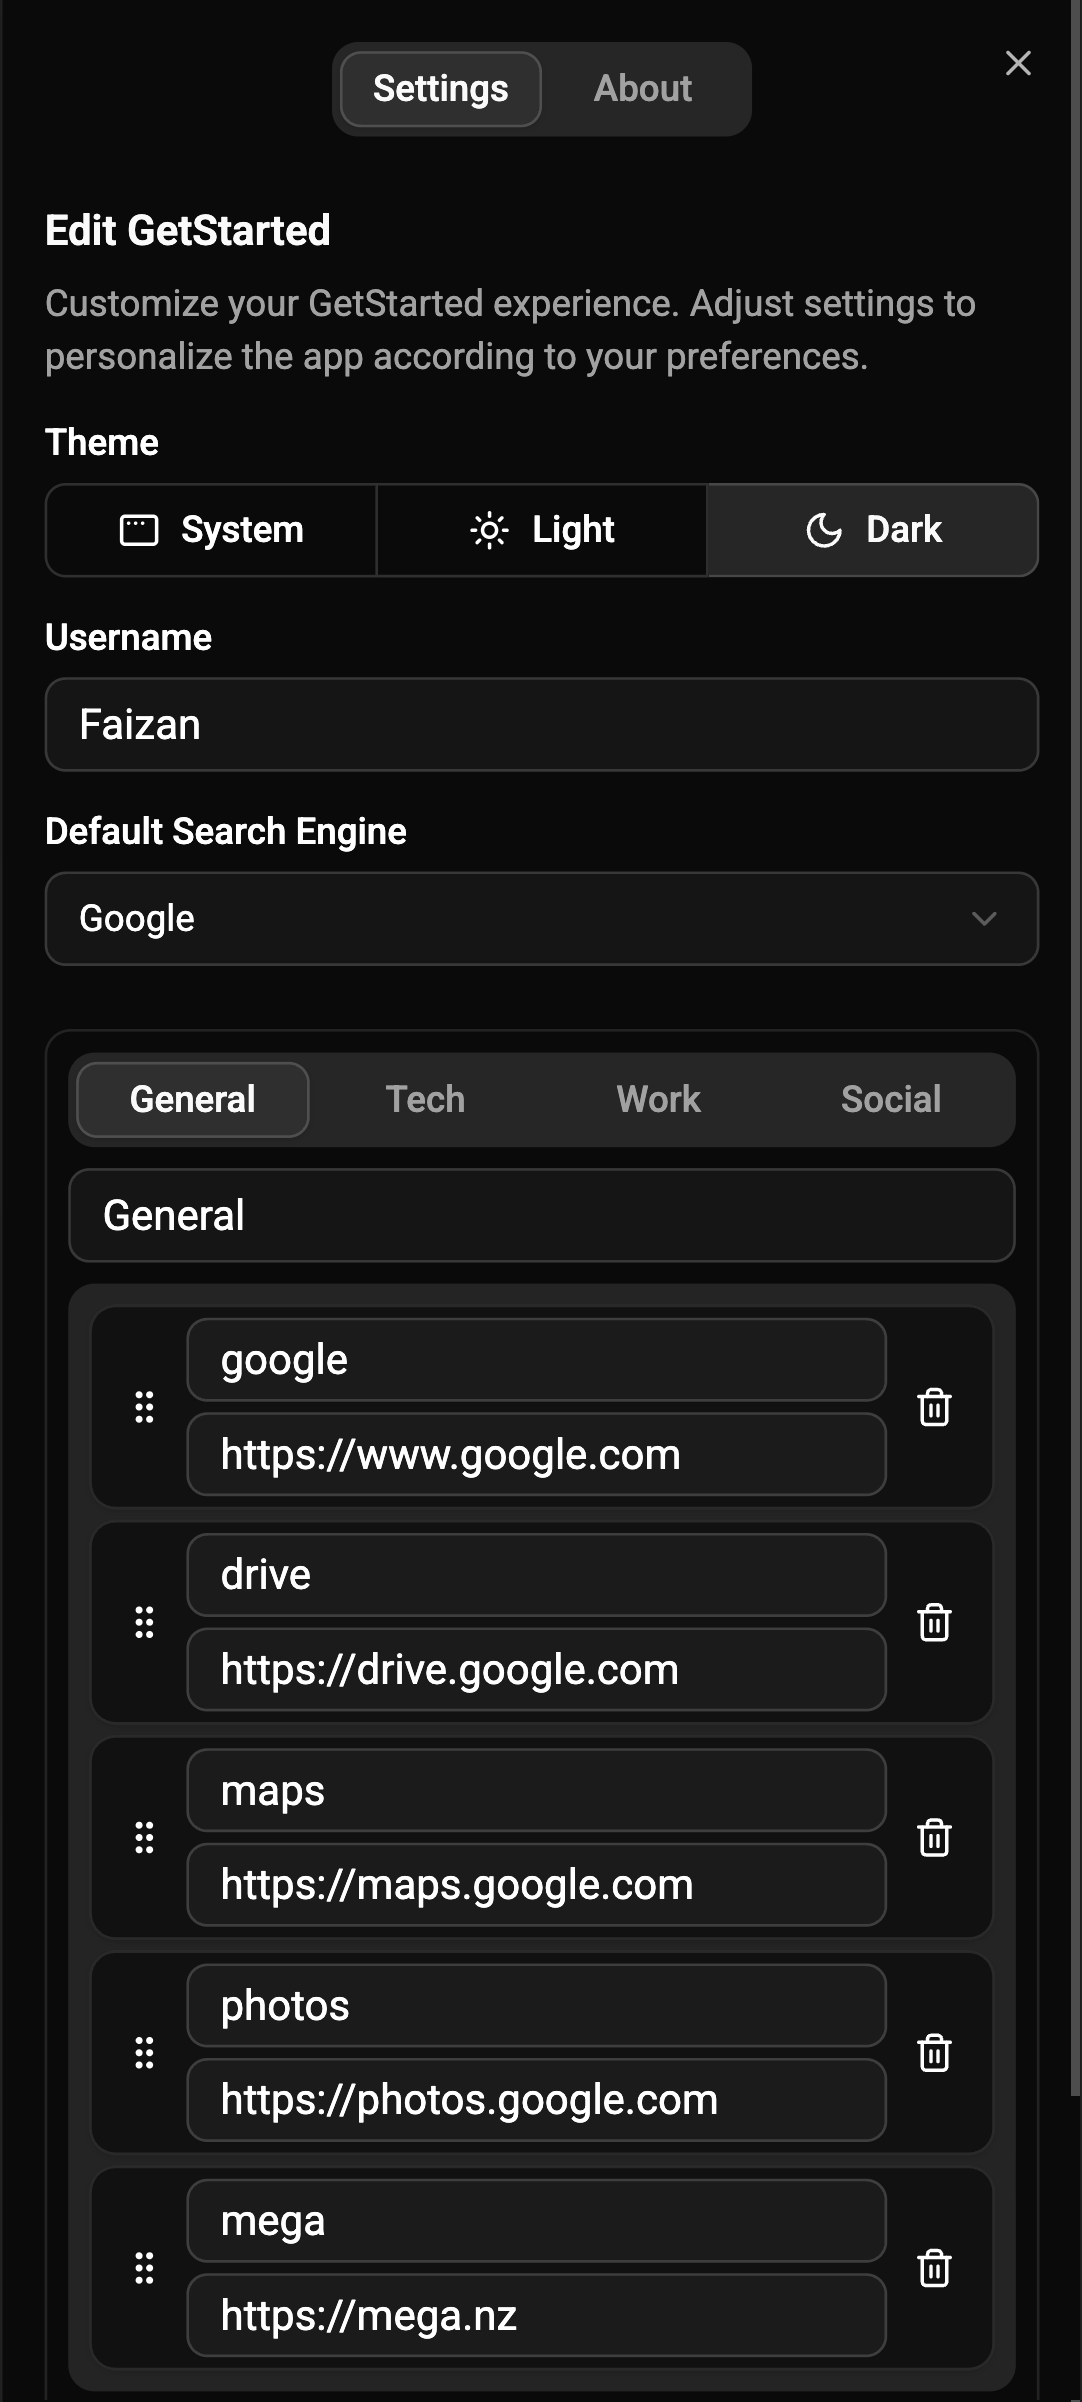 Settings
About
Edit GetStarted
Customize your GetStarted experience. Adjust settings to
personalize the app according to your preferences.
Theme
System
Light
Dark
Username
Faizan
Default Search Engine
Google
General
Tech
Work
Social
General
google
https://www.google.com
drive
https://drive.google.com
maps
https://maps.google.com
photos
https://photos.google.com
mega
https://mega.nz